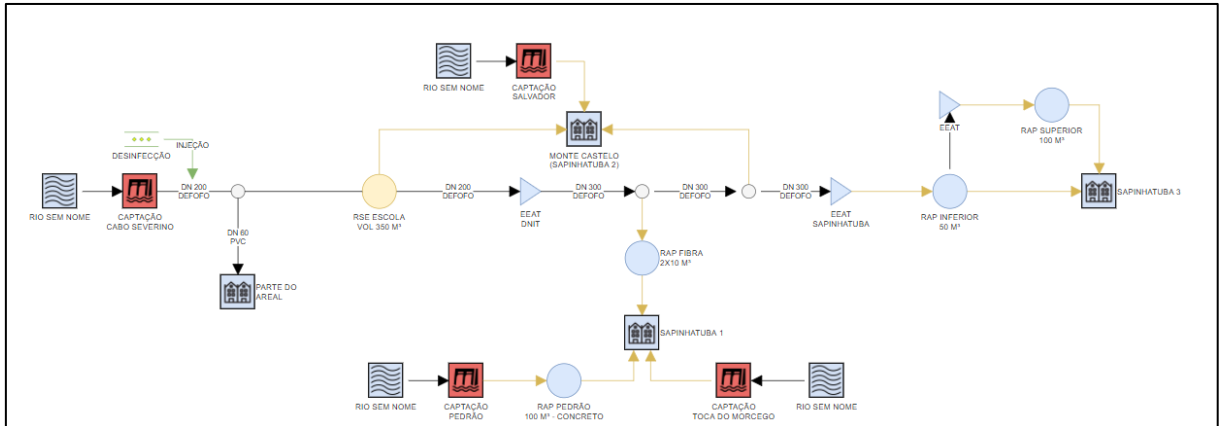 RIO SEM NOME
CAPTAÇÃO
SALVADOR
MONTE CASTELO
(SAPINHATUBA 2)
EEAT
RAP SUPERIOR
100 M³
DESINFECÇÃO
INJEÇÃO
RIO SEM NOME
CAPTAÇÃO
CABO SEVERINO
DN 200
DEFOFO
DN 60
PVC
PARTE DO
AREAL
RSE ESCOLA
VOL 350 M³
DN 200
DEFOFO
EEAT
DNIT
DN 300
DEFOFO
DN 300
DEFOFO
DN 300
DEFOFO
EEAT
SAPINHATUBA
RAP INFERIOR
50 M³
SAPINHATUBA 3
RAP FIBRA
2X10 M³
SAPINHATUBA 1
RIO SEM NOME
CAPTAÇÃO
PEDRÃO
RAP PEDRÃO
100 M³ - CONCRETO
CAPTAÇÃO
TOCA DO MORCEGO
RIO SEM NOME